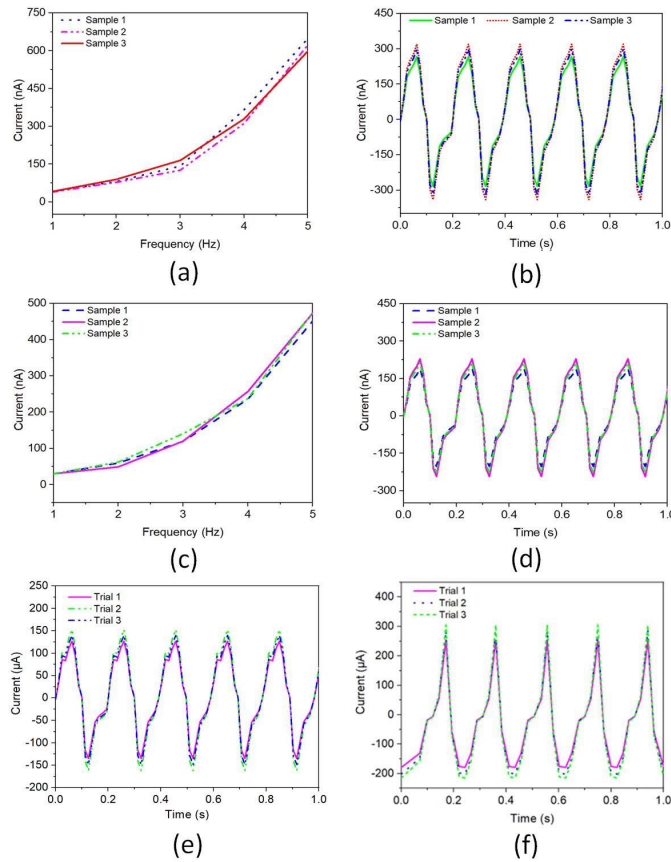 750
600
450
300
150
0
Current (nA)
Sample 1
Sample 2
Sample 3
1 2 3 4 5
Frequency (Hz)
(a)
450
300
150
0
-150
-300
Current (nA)
Sample 1 Sample 2 Sample 3
0.0 0.2 0.4 0.6 0.8 1.0
Time (s)
(b)
500
400
300
200
100
0
Current (nA)
Sample 1
Sample 2
Sample 3
1 2 3 4 5
Frequency (Hz)
(c)
450
300
150
0
-150
-300
Current (nA)
Sample 1
Sample 2
Sample 3
0.0 0.2 0.4 0.6 0.8 1.0
Time (s)
(d)
250
200
150
100
50
0
-50
-100
-150
-200
Current (µA)
Trial 1
Trial 2
Trial 3
0.0 0.2 0.4 0.6 0.8 1.0
Time (s)
(e)
400
300
200
100
0
-100
-200
Current (µA)
Trial 1
Trial 2
Trial 3
0.0 0.2 0.4 0.6 0.8 1.0
Time (s)
(f)